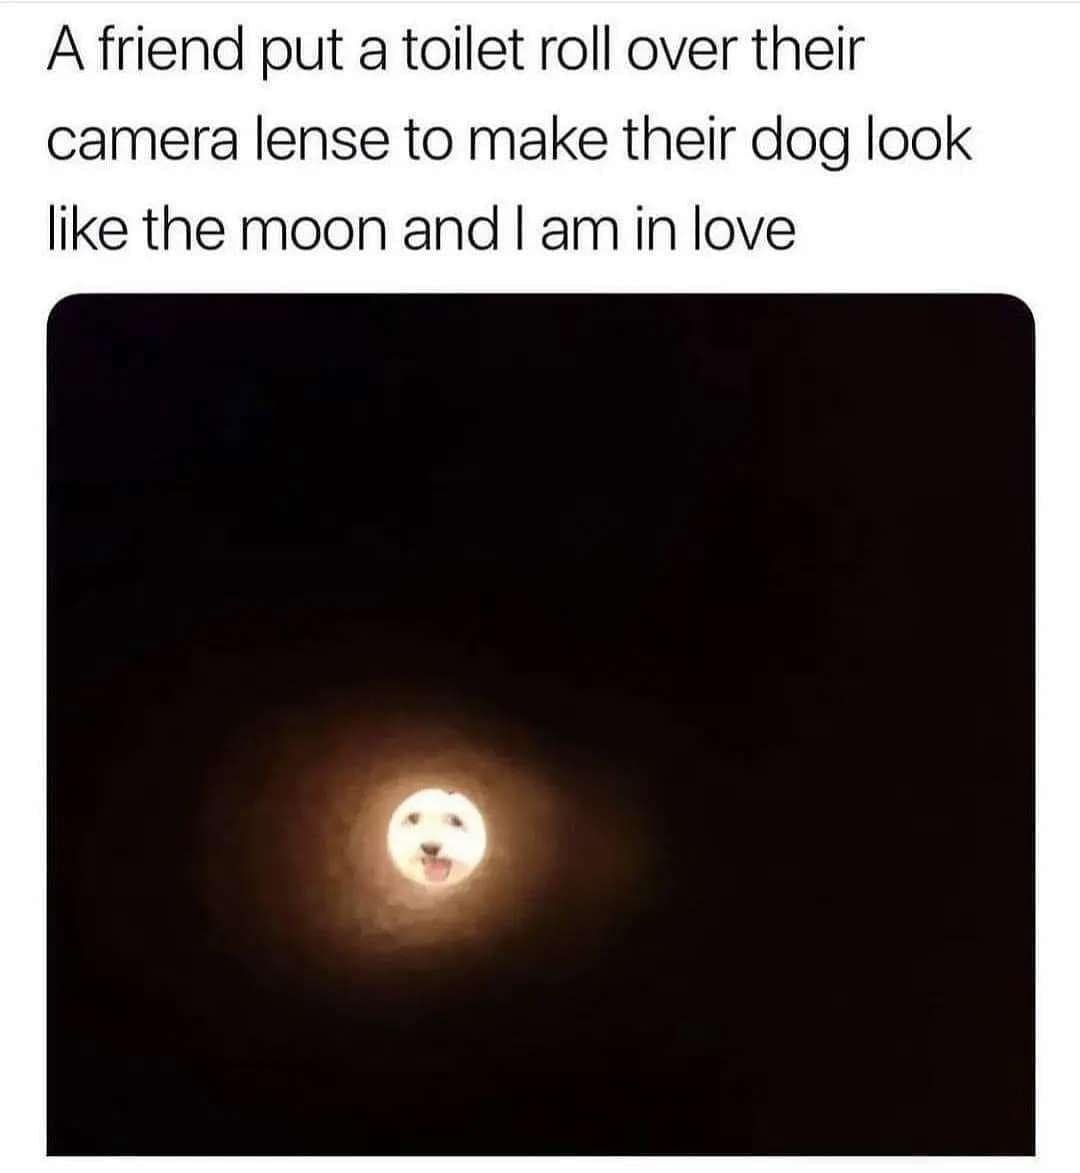 A friend put a toilet roll over their
camera lense to make their dog look
like the moon and I am in love